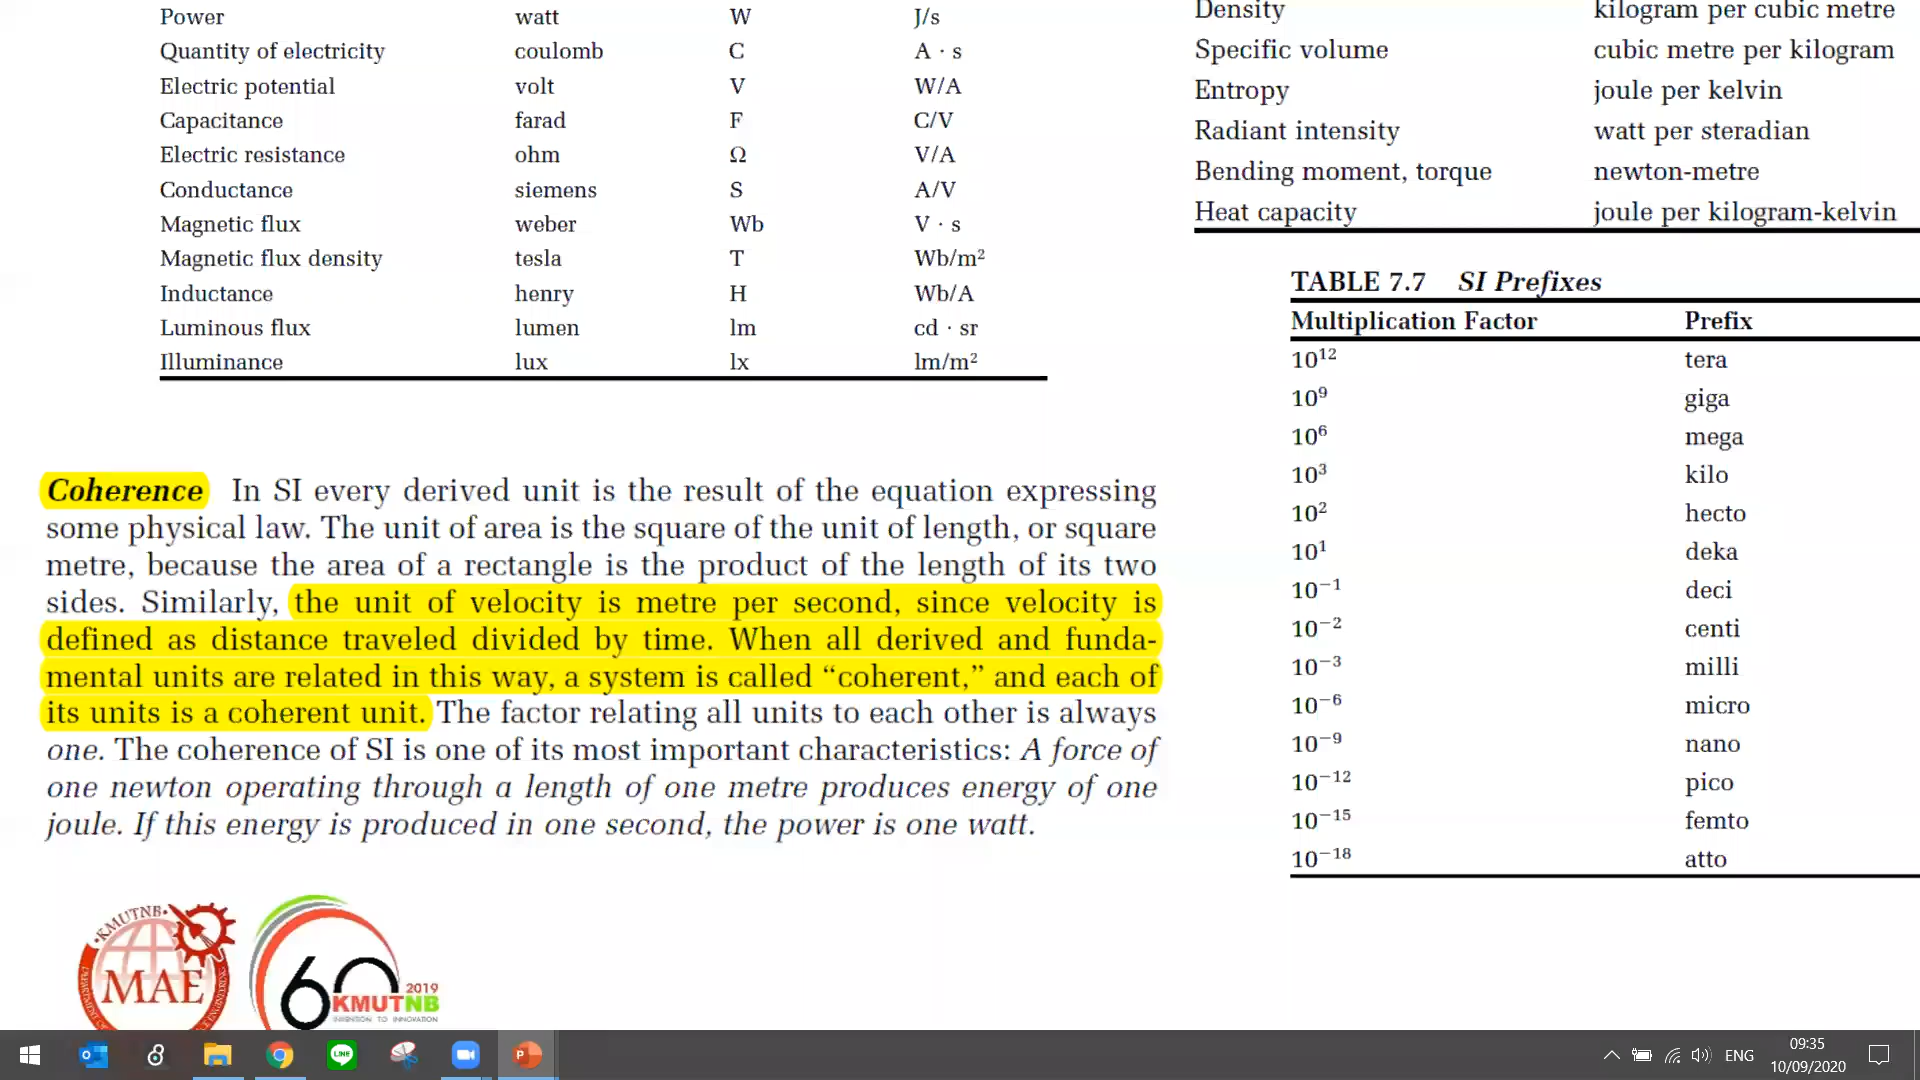 Power watt W J/s
Quantity of electricity coulomb C A · s
Electric potential volt V W/A
Capacitance farad F C/V
Electric resistance ohm Ω V/A
Conductance siemens S A/V
Magnetic flux weber Wb V · s
Magnetic flux density tesla T Wb/m²
Inductance henry H Wb/A
Luminous flux lumen lm cd · sr
Illuminance lux lx lm/m²
Coherence In SI every derived unit is the result of the equation expressing
some physical law. The unit of area is the square of the unit of length, or square
metre, because the area of a rectangle is the product of the length of its two
sides. Similarly, the unit of velocity is metre per second, since velocity is
defined as distance traveled divided by time. When all derived and funda-
mental units are related in this way, a system is called “coherent,” and each of
its units is a coherent unit. The factor relating all units to each other is always
one. The coherence of SI is one of its most important characteristics: A force of
one newton operating through a length of one metre produces energy of one
joule. If this energy is produced in one second, the power is one watt.
Density kilogram per cubic metre
Specific volume cubic metre per kilogram
Entropy joule per kelvin
Radiant intensity watt per steradian
Bending moment, torque newton-metre
Heat capacity joule per kilogram-kelvin
TABLE 7.7 SI Prefixes
Multiplication Factor Prefix
10¹² tera
10⁹ giga
10⁶ mega
10³ kilo
10² hecto
10¹ deka
10⁻¹ deci
10⁻² centi
10⁻³ milli
10⁻⁶ micro
10⁻⁹ nano
10⁻¹² pico
10⁻¹⁵ femto
10⁻¹⁸ atto
KMUTNB
MAE
60
2019
KMUTNB
INVENTION TO INNOVATION
LINE
ENG
09:35
10/09/2020